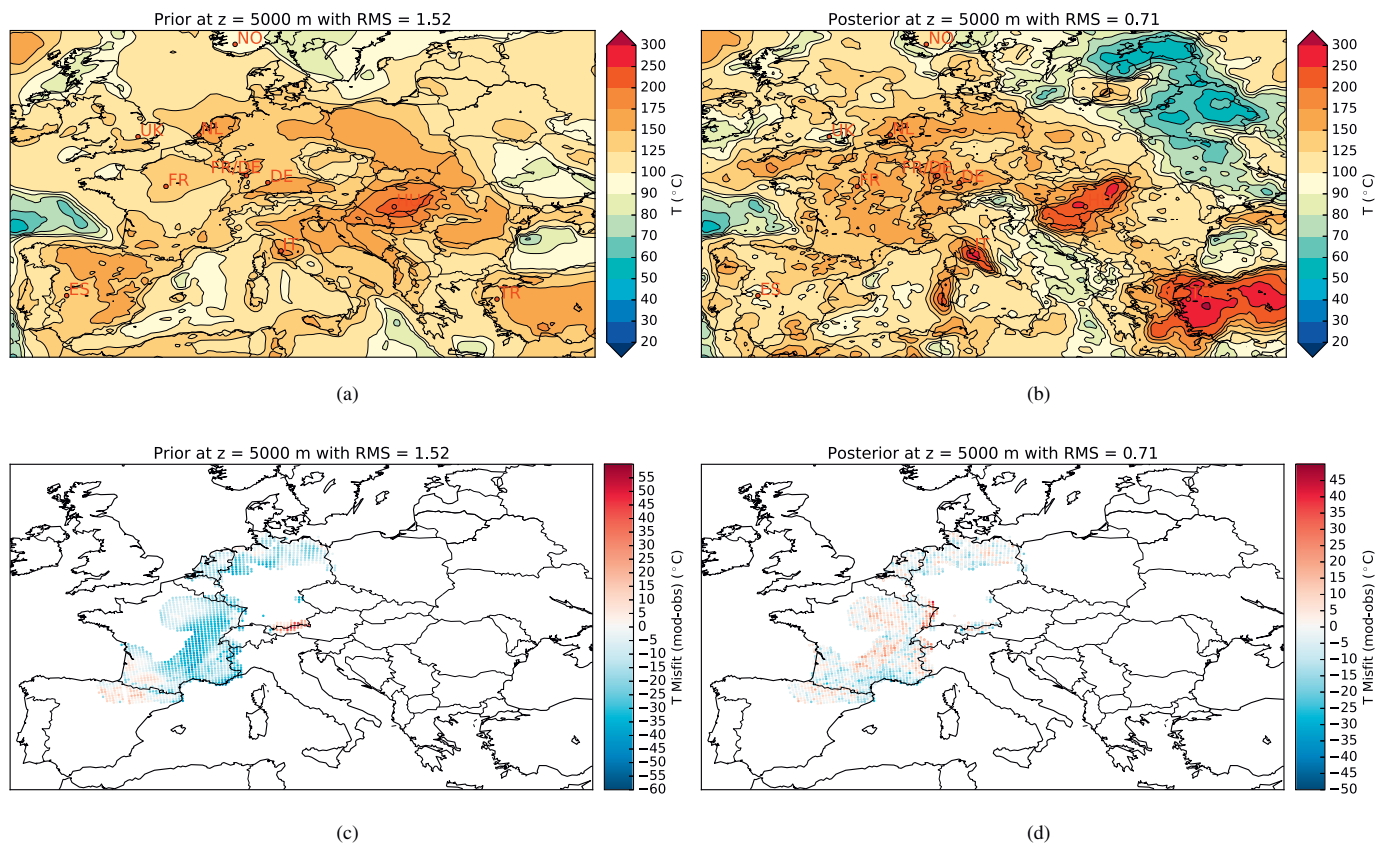 Prior at z = 5000 m with RMS = 1.52
NO
UK
NL
FR/DE
FR
DE
IT
ES
TR
300
250
200
175
150
125
100
90
80
70
60
50
40
30
20
T (°C)
(a)
Posterior at z = 5000 m with RMS = 0.71
NO
UK
NL
FR/DE
FR
DE
IT
ES
300
250
200
175
150
125
100
90
80
70
60
50
40
30
20
T (°C)
(b)
Prior at z = 5000 m with RMS = 1.52
55
50
45
40
35
30
25
20
15
10
5
0
−5
−10
−15
−20
−25
−30
−35
−40
−45
−50
−55
−60
T Misfit (mod-obs) (°C)
(c)
Posterior at z = 5000 m with RMS = 0.71
45
40
35
30
25
20
15
10
5
0
−5
−10
−15
−20
−25
−30
−35
−40
−45
−50
T Misfit (mod-obs) (°C)
(d)